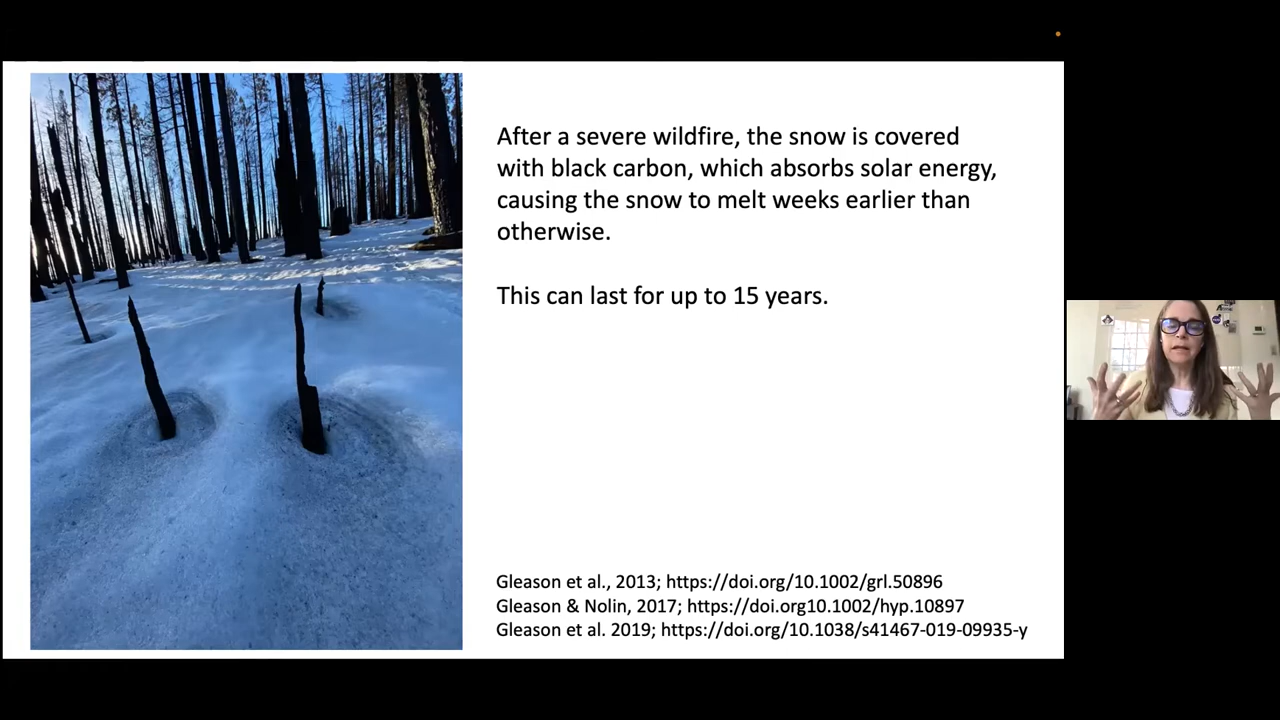 After a severe wildfire, the snow is covered
with black carbon, which absorbs solar energy,
causing the snow to melt weeks earlier than
otherwise.
This can last for up to 15 years.
Gleason et al., 2013; https://doi.org/10.1002/grl.50896
Gleason & Nolin, 2017; https://doi.org10.1002/hyp.10897
Gleason et al. 2019; https://doi.org/10.1038/s41467-019-09935-y